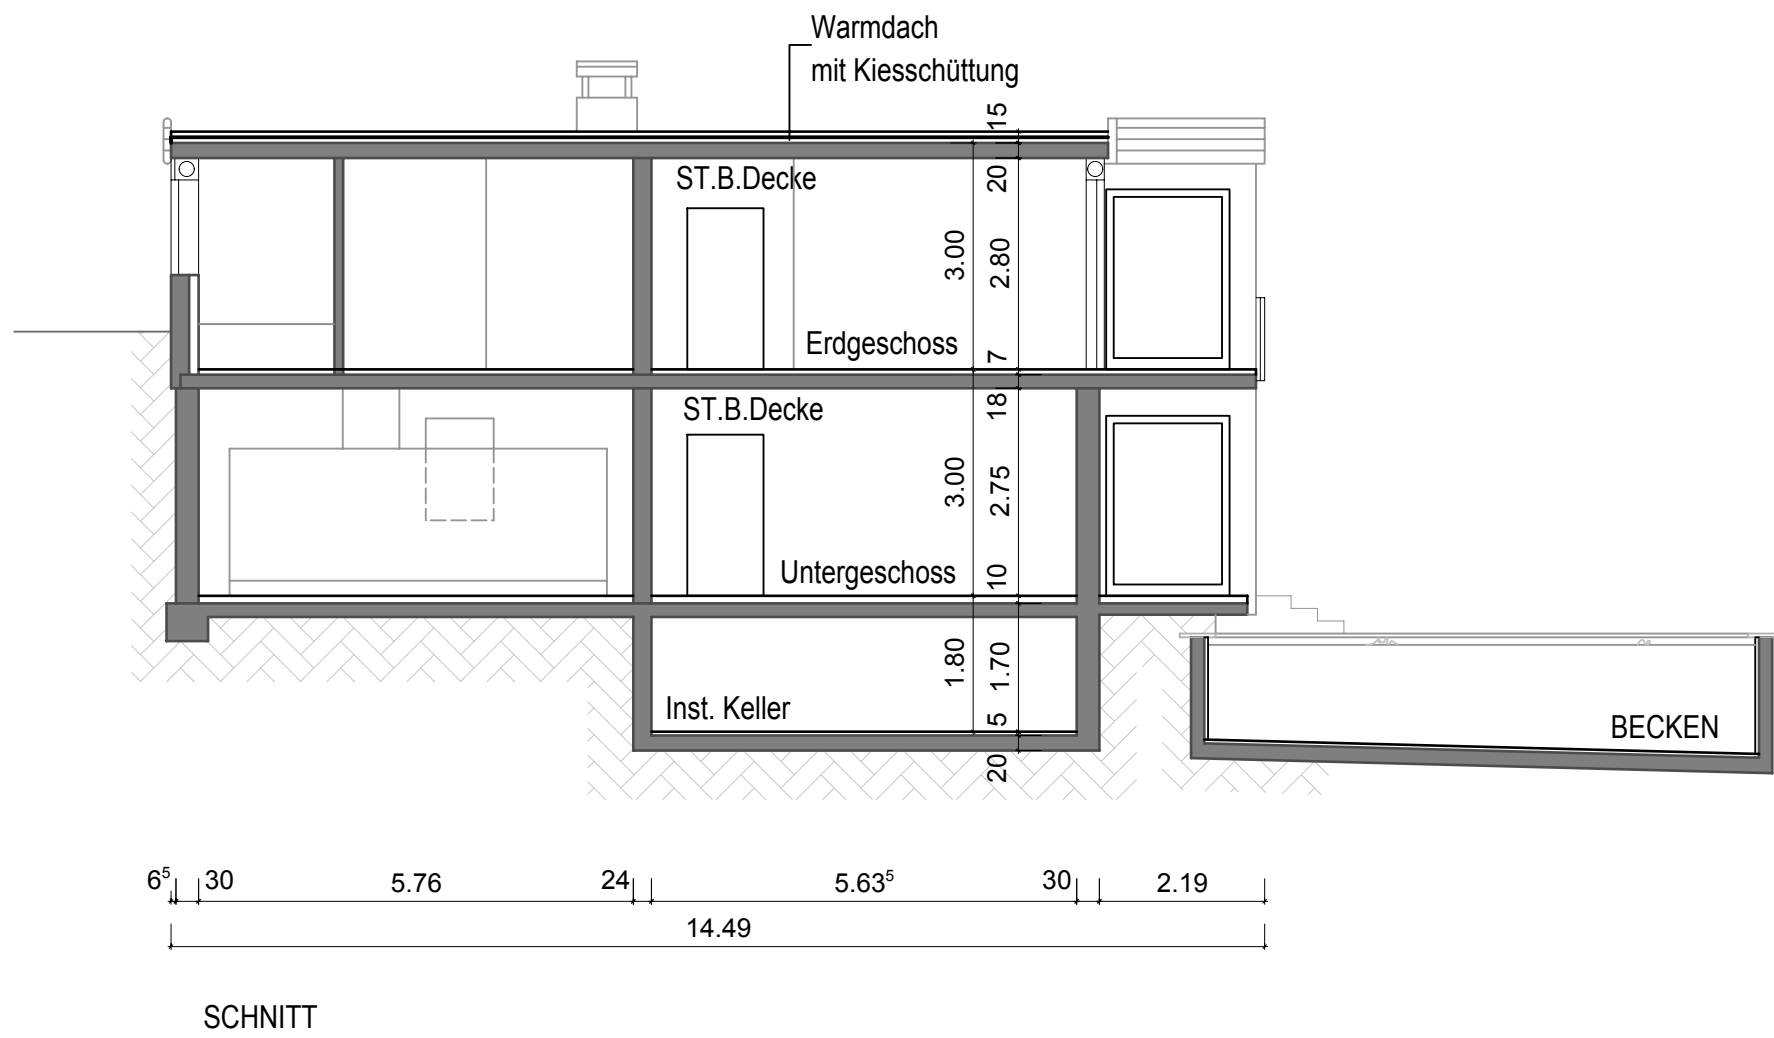 Warmdach
mit Kiesschüttung
15
ST.B.Decke
20
3.00
2.80
Erdgeschoss
7
ST.B.Decke
18
3.00
2.75
Untergeschoss
10
1.80
1.70
Inst. Keller
5
BECKEN
20
6⁵ 30 5.76 24 5.63⁵ 30 2.19
14.49
SCHNITT